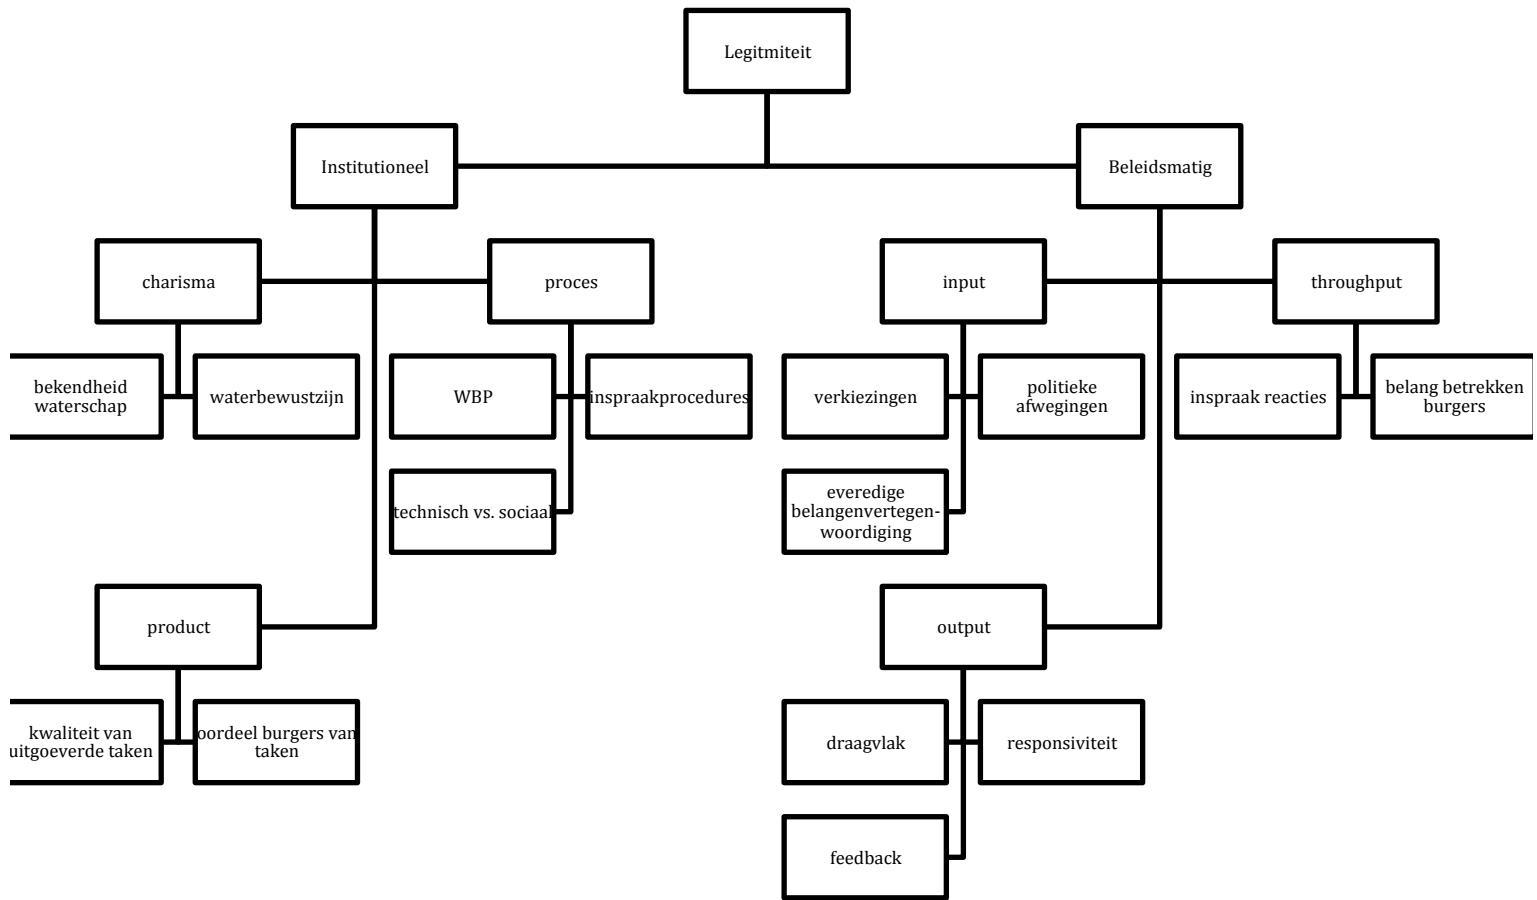 Legitmiteit
Institutioneel
Beleidsmatig
charisma
proces
input
throughput
bekendheid
waterschap
waterbewustzijn
WBP
inspraakprocedures
verkiezingen
politieke
afwegingen
inspraak reacties
belang betrekken
burgers
technisch vs. sociaal
everedige
belangenvertegen-
woordiging
product
output
kwaliteit van
uitgoeverde taken
oordeel burgers van
taken
draagvlak
responsiviteit
feedback